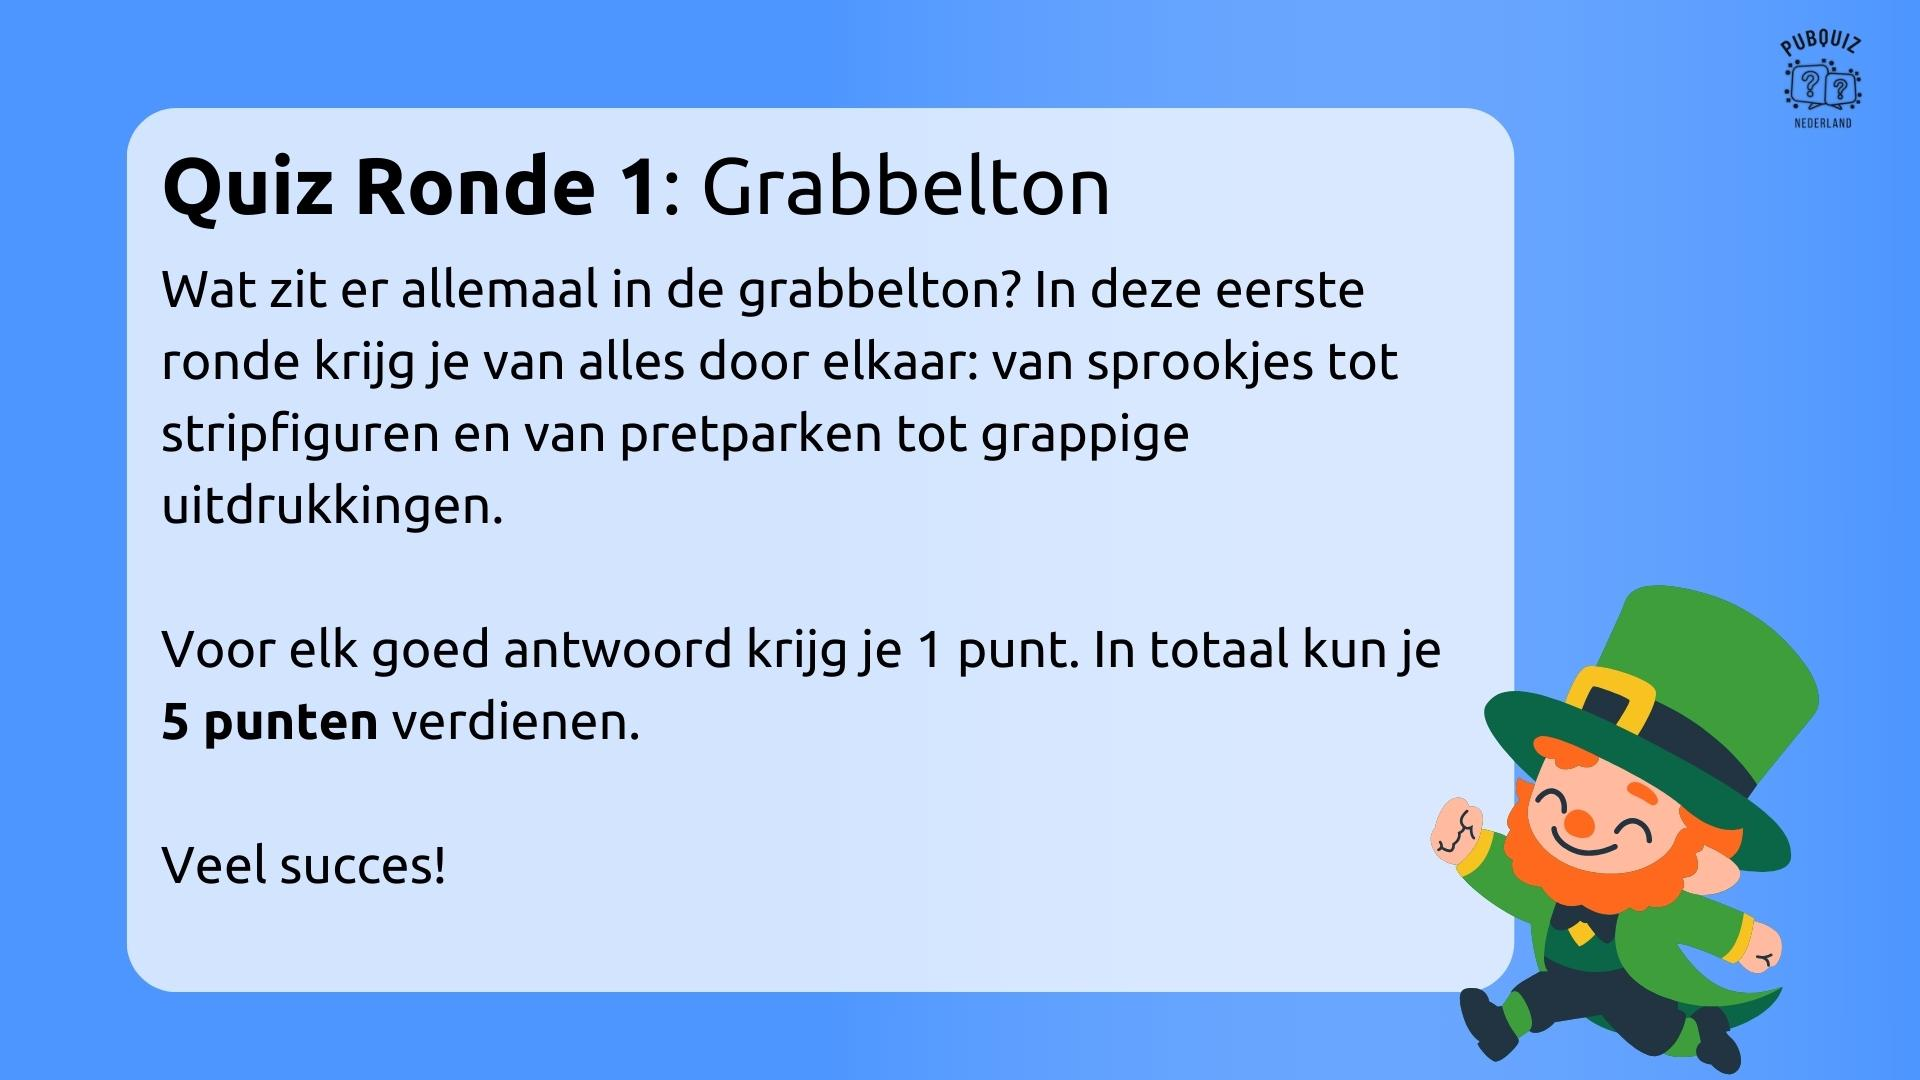 PUBQUIZ
NEDERLAND
Quiz Ronde 1: Grabbelton
Wat zit er allemaal in de grabbelton? In deze eerste
ronde krijg je van alles door elkaar: van sprookjes tot
stripfiguren en van pretparken tot grappige
uitdrukkingen.
Voor elk goed antwoord krijg je 1 punt. In totaal kun je
5 punten verdienen.
Veel succes!